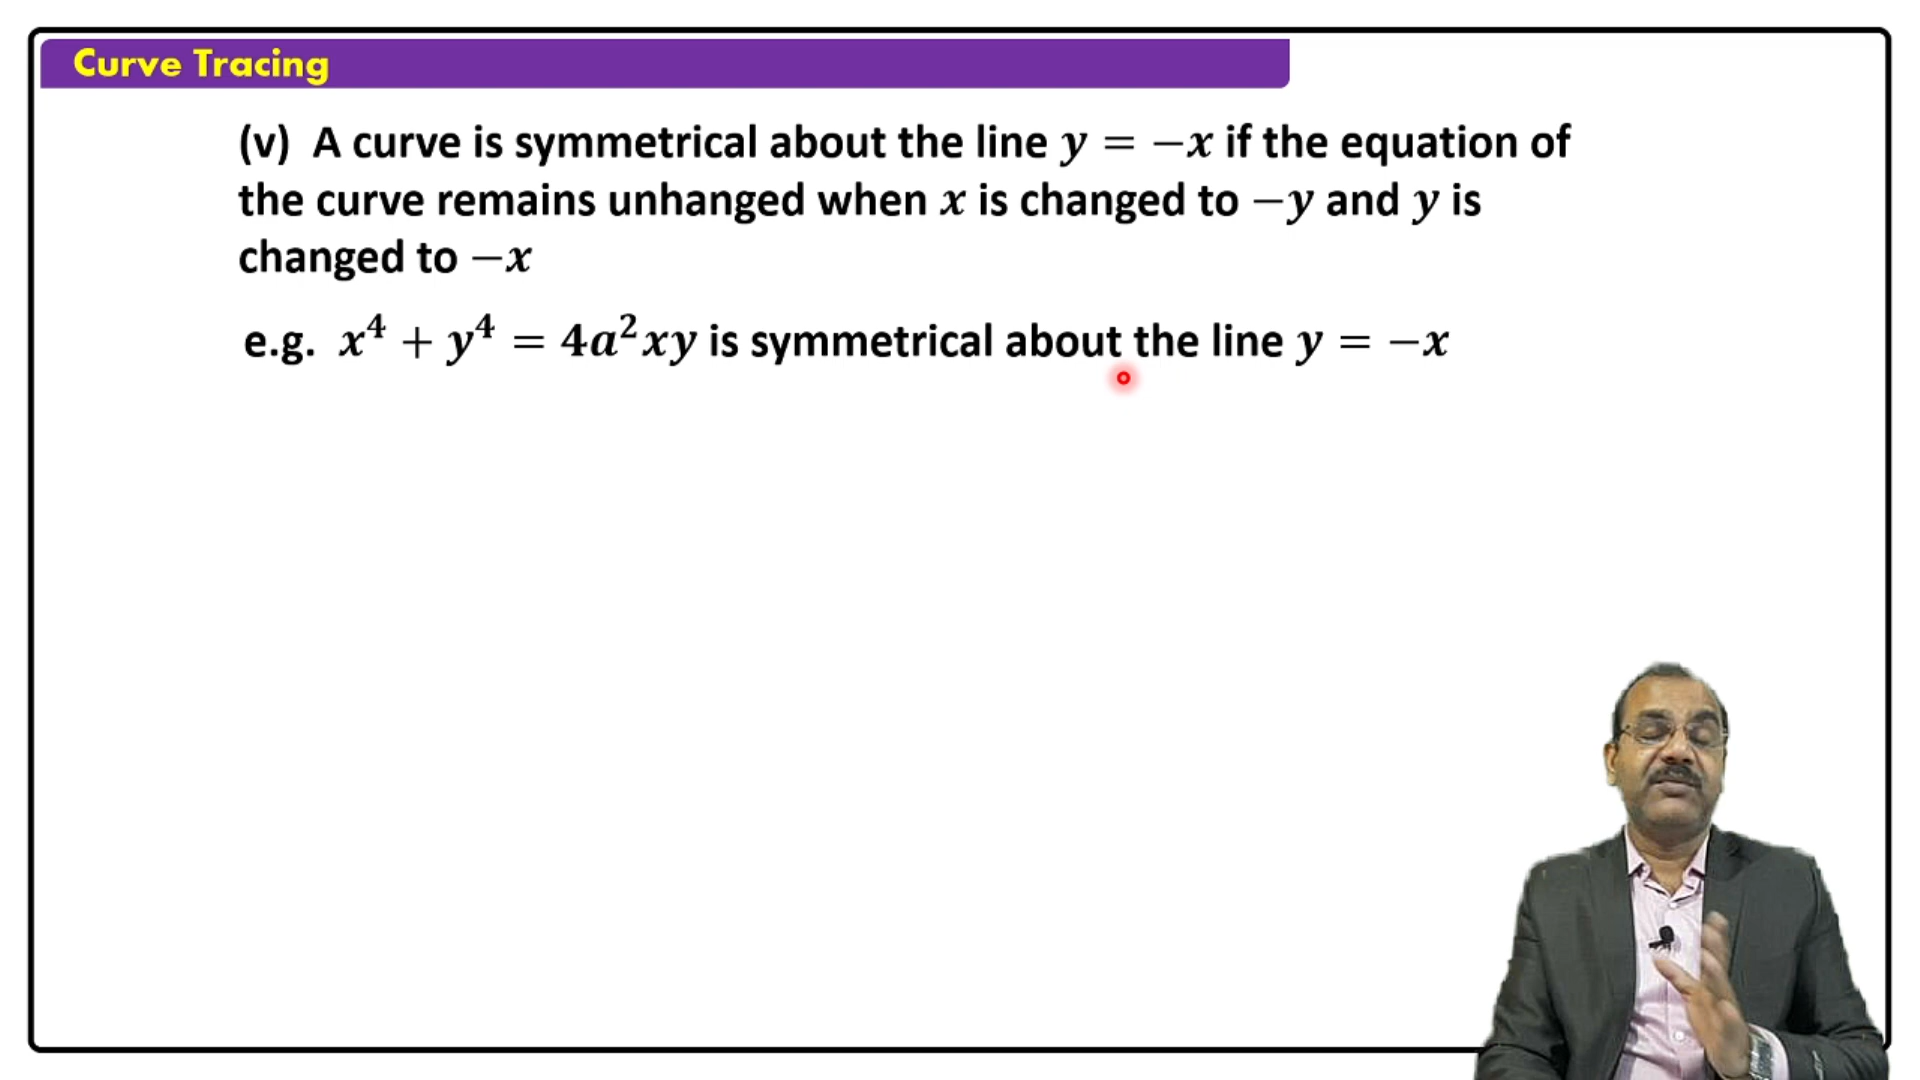 Curve Tracing
(v) A curve is symmetrical about the line y = −x if the equation of
the curve remains unhanged when x is changed to −y and y is
changed to −x
e.g. x⁴ + y⁴ = 4a²xy is symmetrical about the line y = −x